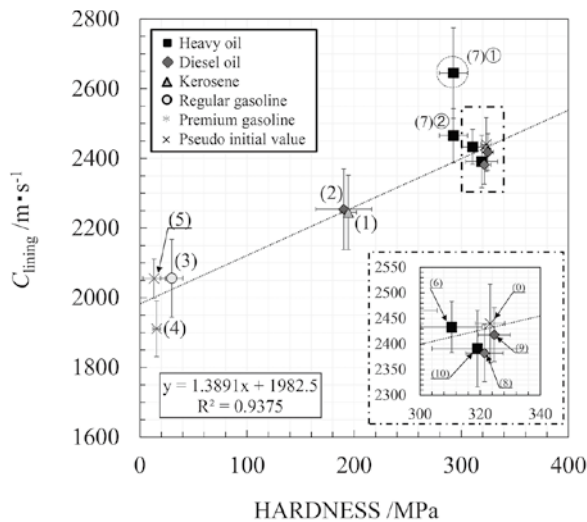 2800
2600
2400
2200
2000
1800
1600
C_lining /m·s⁻¹
Heavy oil
Diesel oil
Kerosene
Regular gasoline
Premium gasoline
Pseudo initial value
(7)①
(7)②
(2)
(1)
(5)
(3)
(4)
y = 1.3891x + 1982.5
R² = 0.9375
2550
2500
2450
2400
2350
2300
(6)
(0)
(9)
(10)
(8)
300 320 340
0 100 200 300 400
HARDNESS /MPa